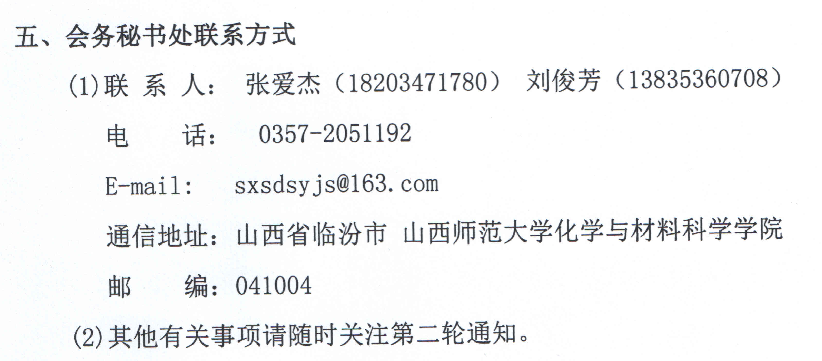 五、会务秘书处联系方式
(1)联 系 人： 张爱杰（18203471780） 刘俊芳（13835360708）
电 话： 0357-2051192
E-mail: sxsdsyjs@163.com
通信地址：山西省临汾市 山西师范大学化学与材料科学学院
邮 编：041004
(2)其他有关事项请随时关注第二轮通知。